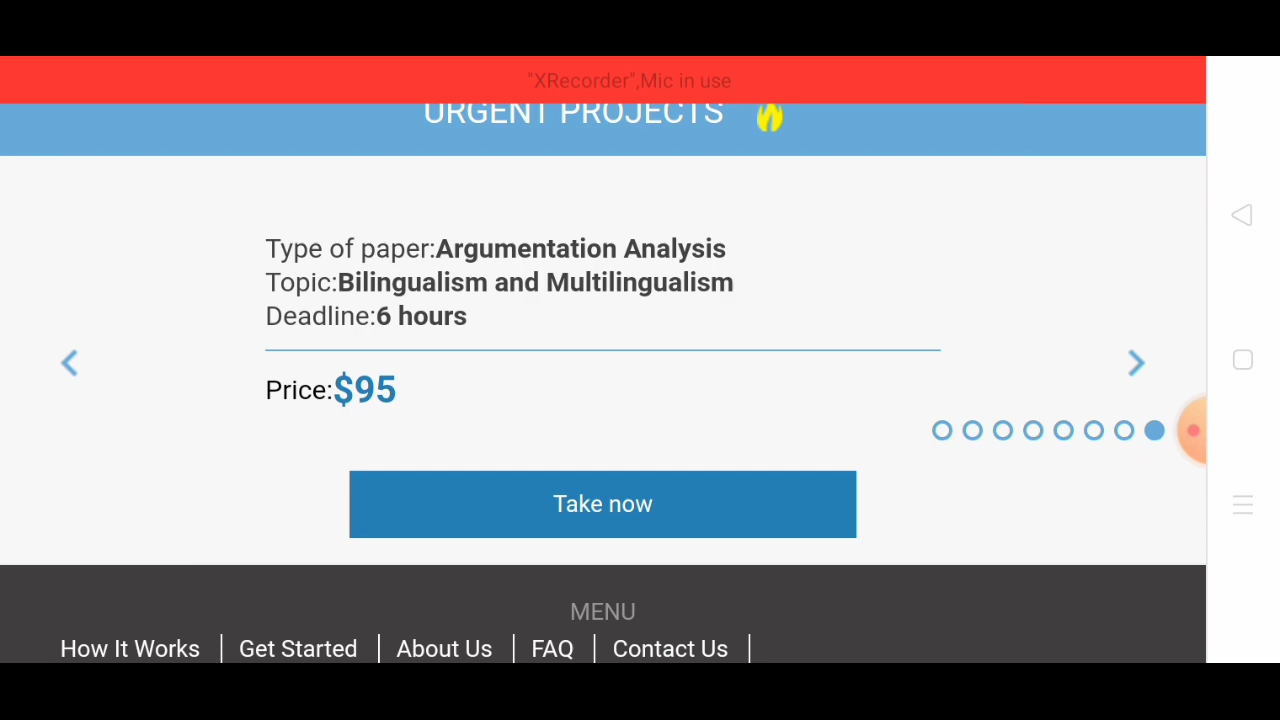 "XRecorder",Mic in use
URGENT PROJECTS
Type of paper:Argumentation Analysis
Topic:Bilingualism and Multilingualism
Deadline:6 hours
Price:$95
Take now
MENU
How It Works | Get Started | About Us | FAQ | Contact Us |